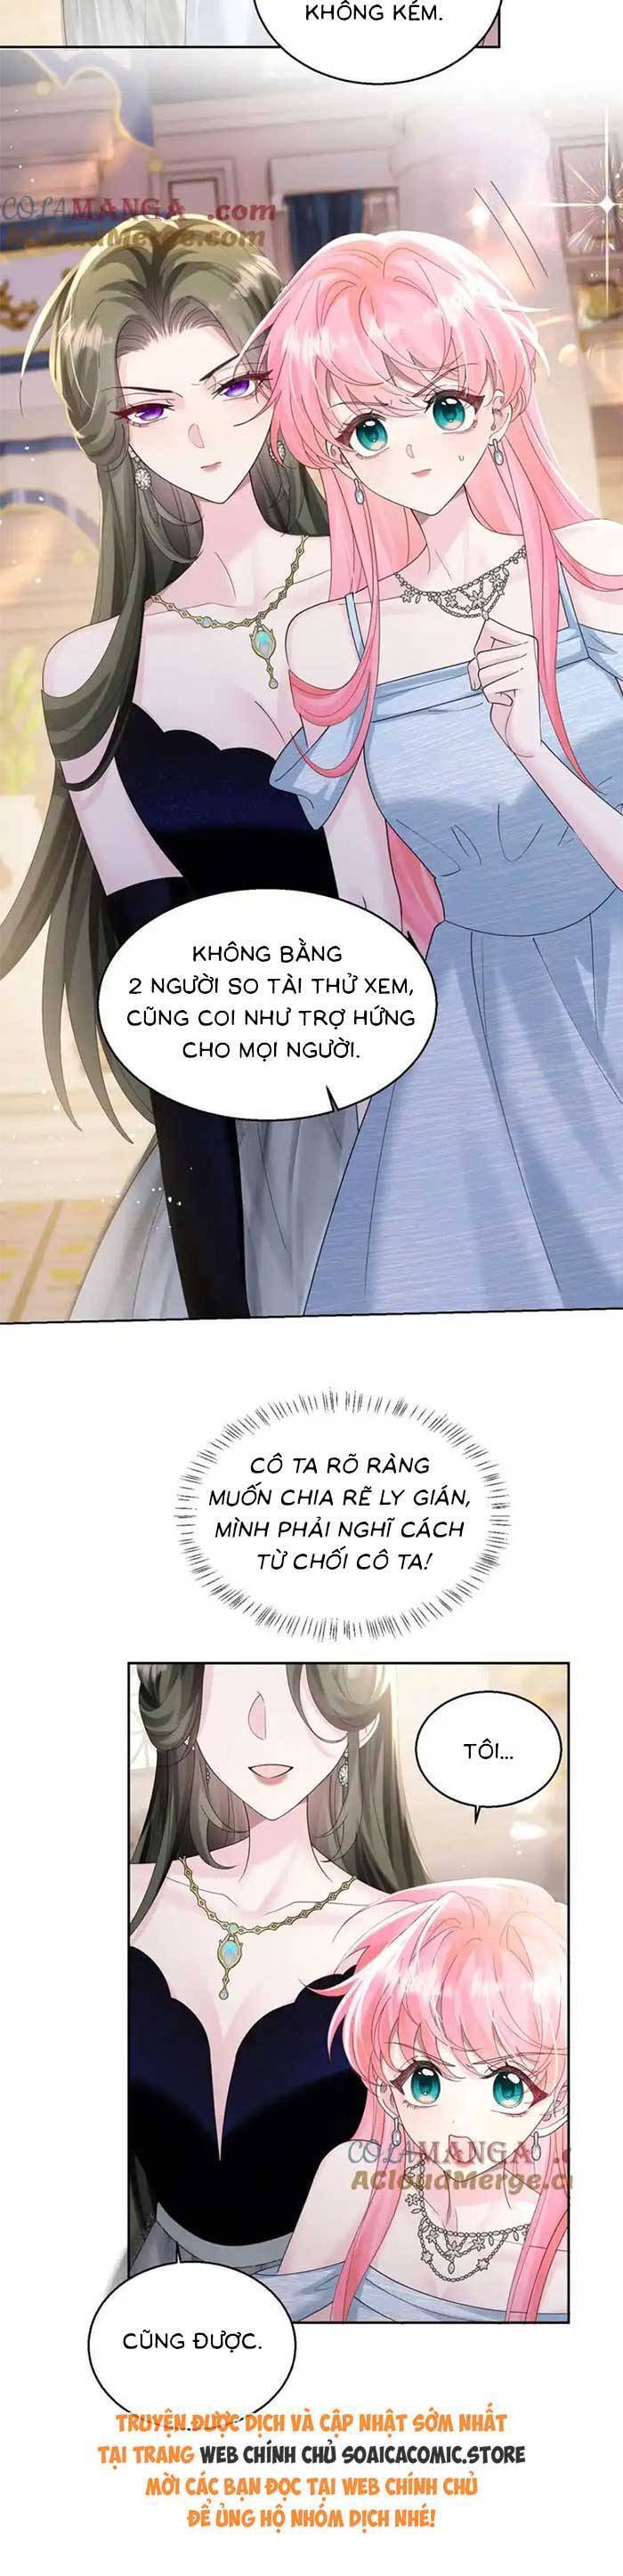 KHÔNG KÉM.
COLAMANGA.com
AcloudMerge.com
KHÔNG BẰNG
2 NGƯỜI SO TÀI THỬ XEM,
CŨNG COI NHƯ TRỢ HỨNG
CHO MỌI NGƯỜI.
CÔ TA RÕ RÀNG
MUỐN CHIA RẼ LY GIÁN,
MÌNH PHẢI NGHĨ CÁCH
TỪ CHỐI CÔ TA!
TÔI...
COLAMANGA
AcloudMerge.c
CŨNG ĐƯỢC.
TRUYỆN ĐƯỢC DỊCH VÀ CẬP NHẬT SỚM NHẤT
TẠI TRANG WEB CHÍNH CHỦ SOAICACOMIC.STORE
MỜI CÁC BẠN ĐỌC TẠI WEB CHÍNH CHỦ
ĐỂ ỦNG HỘ NHÓM DỊCH NHÉ!